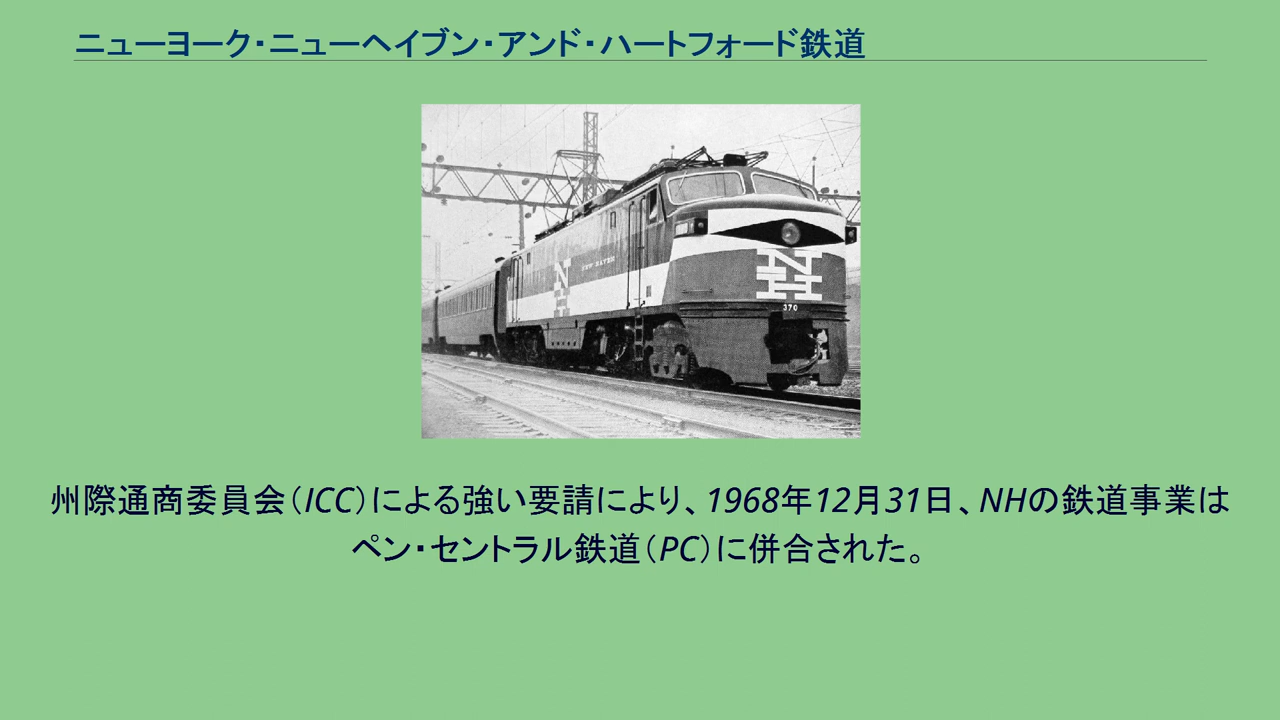 ニューヨーク・ニューヘイブン・アンド・ハートフォード鉄道
NEW HAVEN
N
H
N
H
370
州際通商委員会（ICC）による強い要請により、1968年12月31日、NHの鉄道事業は
ペン・セントラル鉄道（PC）に併合された。